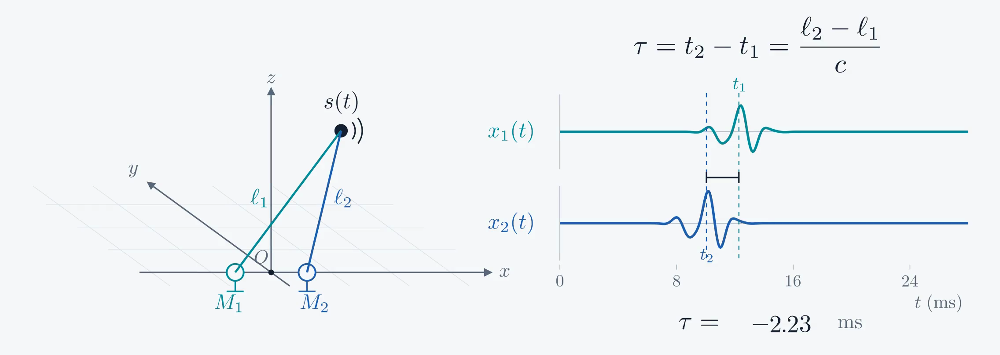 τ = t₂ − t₁ = (ℓ₂ − ℓ₁)/c
z
s(t)
y
ℓ₁
ℓ₂
O
x
M₁
M₂
t₁
x₁(t)
x₂(t)
t₂
0 8 16 24
t (ms)
τ = −2.23 ms